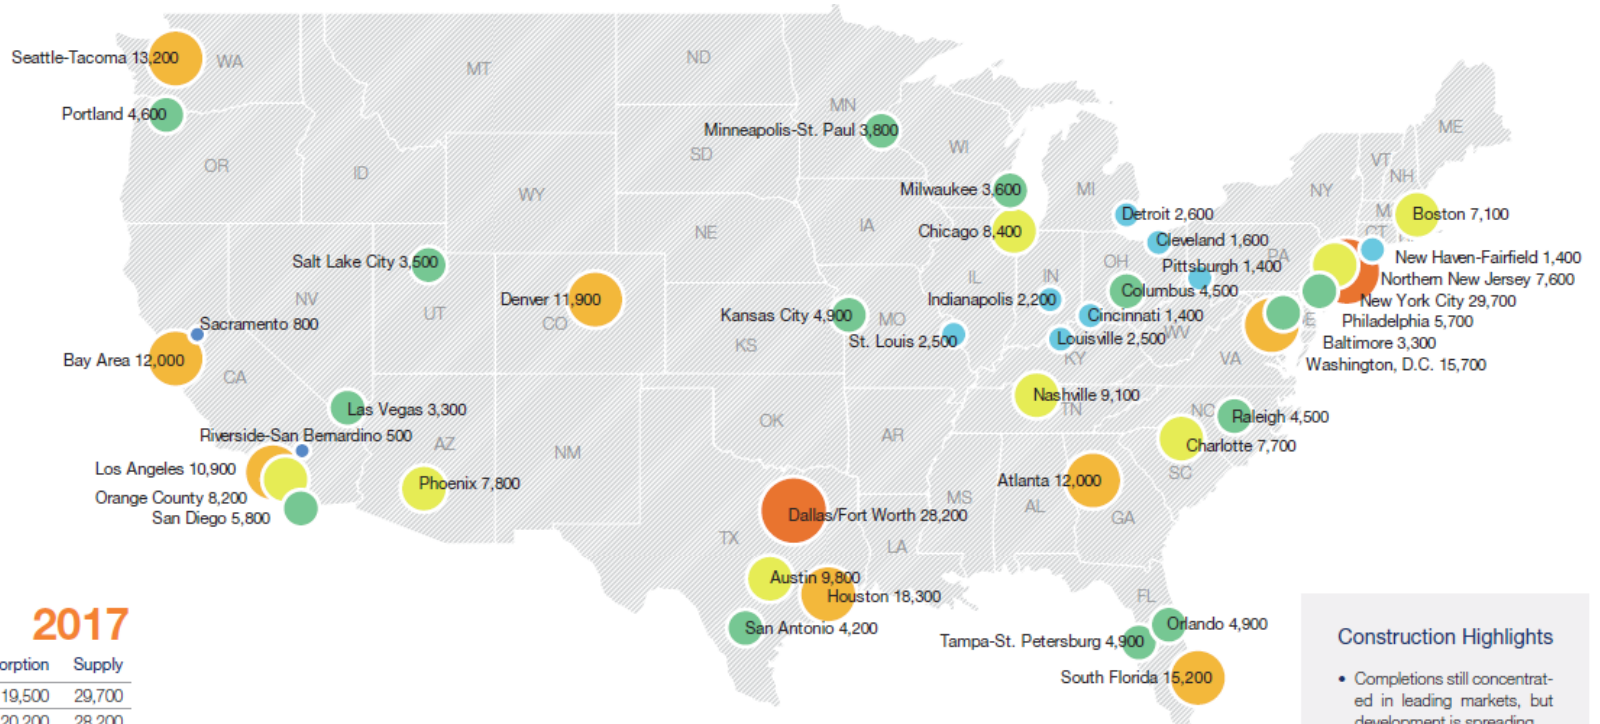 Seattle-Tacoma 13,200
WA
MT
ND
Portland 4,600
MN
Minneapolis-St. Paul 3,800
ME
OR
ID
SD
WI
VT
NH
WY
Milwaukee 3,600
MI
NY
IA
NE
Chicago 8,400
Detroit 2,600
M
Boston 7,100
CT
Cleveland 1,600
PA
New Haven-Fairfield 1,400
Salt Lake City 3,500
OH
Pittsburgh 1,400
Northern New Jersey 7,600
IL
IN
NV
UT
Denver 11,900
CO
Columbus 4,500
Indianapolis 2,200
New York City 29,700
Kansas City 4,900
MO
Cincinnati 1,400
E
Philadelphia 5,700
Sacramento 800
KS
St. Louis 2,500
Louisville 2,500
WV
Baltimore 3,300
Bay Area 12,000
KY
VA
Washington, D.C. 15,700
CA
Nashville 9,100
TN
Las Vegas 3,300
NC
Raleigh 4,500
Riverside-San Bernardino 500
AZ
NM
OK
AR
Charlotte 7,700
Los Angeles 10,900
SC
Phoenix 7,800
Atlanta 12,000
Orange County 8,200
MS
AL
GA
San Diego 5,800
Dallas/Fort Worth 28,200
TX
LA
Austin 9,800
Houston 18,300
FL
San Antonio 4,200
Orlando 4,900
Tampa-St. Petersburg 4,900
South Florida 15,200
2017
orption Supply
19,500 29,700
20,200 28,200
Construction Highlights
• Completions still concentrat-
ed in leading markets, but
development is spreading